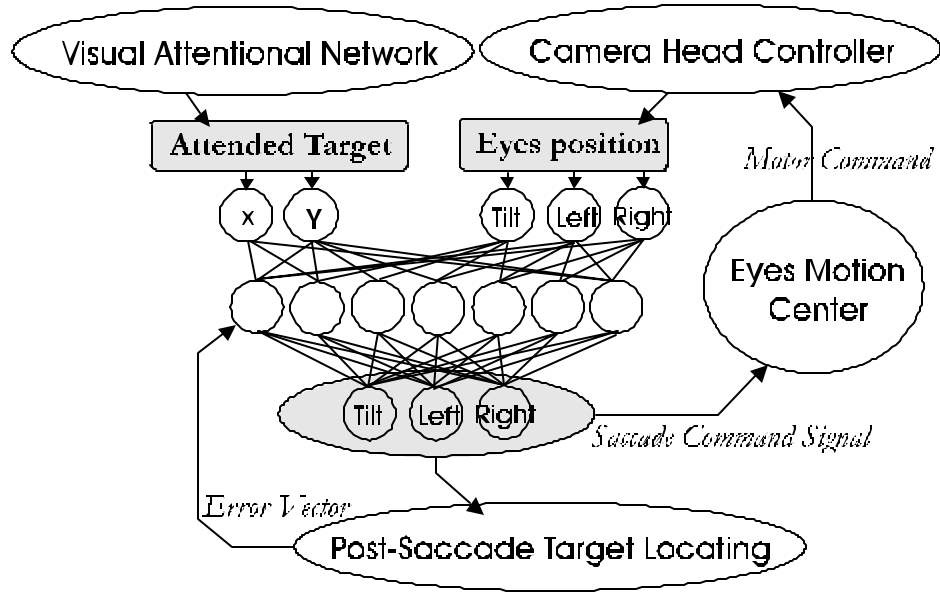 Visual Attentional Network
Camera Head Controller
Attended Target
Eyes position
Motor Command
x
Y
Tilt
Left
Right
Eyes Motion
Center
Tilt
Left
Right
Saccade Command Signal
Error Vector
Post-Saccade Target Locating